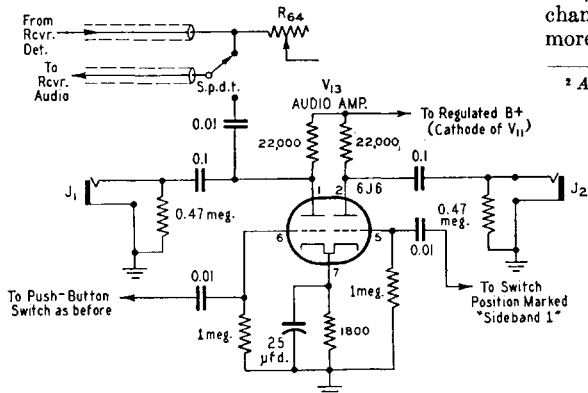 From
Rcvr.
Det.
R64
To
Rcvr.
Audio
S.p.d.t.
chan
more
2 A
V13
AUDIO AMP.
To Regulated B+
(Cathode of V11)
0.01
22,000
22,000
0.1
0.1
J1
1
2
6J6
J2
0.47 meg.
0.47
meg.
6
5
0.01
0.01
7
To Push-Button
Switch as before
1meg.
To Switch
Position Marked
"Sideband 1"
1meg.
25
µfd.
1800